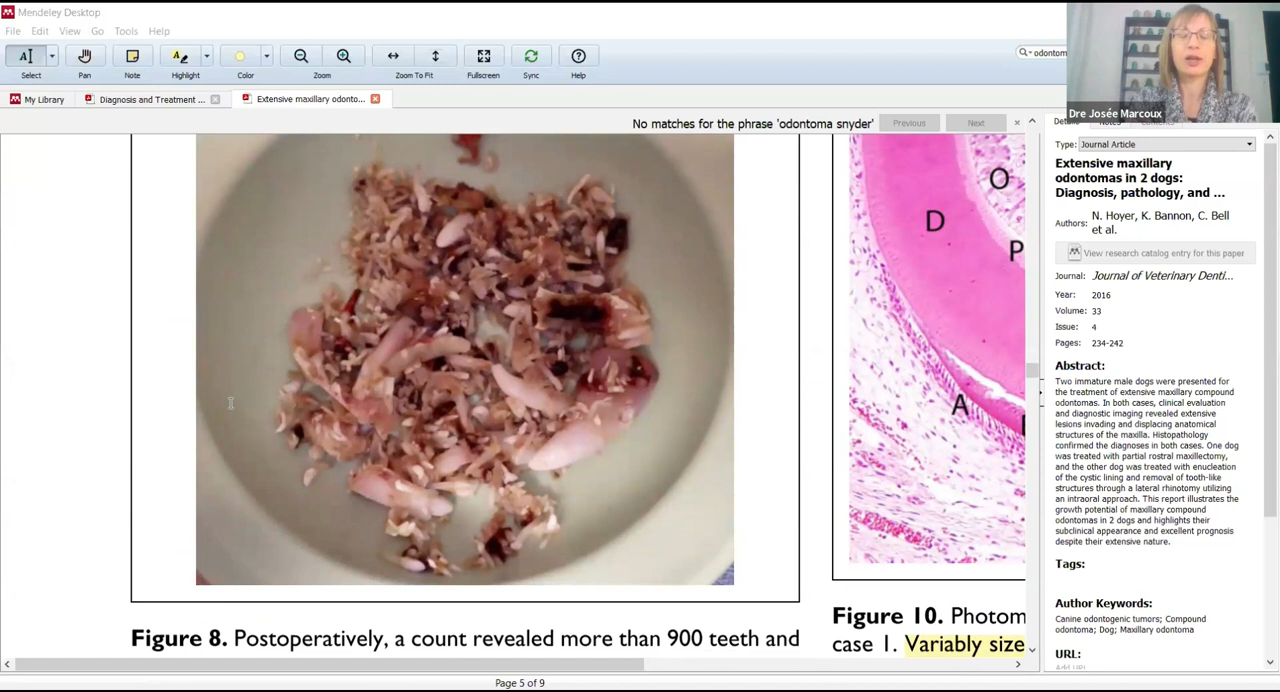 Mendeley Desktop
File Edit View Go Tools Help
Select Pan Note Highlight Color Zoom Zoom To Fit Fullscreen Sync Help
odontom
My Library Diagnosis and Treatment ... Extensive maxillary odonto...
Dre Josée Marcoux
No matches for the phrase 'odontoma snyder' Previous Next
Details Notes Contents
Type: Journal Article
Extensive maxillary
odontomas in 2 dogs:
Diagnosis, pathology, and ...
Authors: N. Hoyer, K. Bannon, C. Bell
et al.
View research catalog entry for this paper
Journal: Journal of Veterinary Denti...
Year: 2016
Volume: 33
Issue: 4
Pages: 234-242
Abstract:
Two immature male dogs were presented for
the treatment of extensive maxillary compound
odontomas. In both cases, clinical evaluation
and diagnostic imaging revealed extensive
lesions invading and displacing anatomical
structures of the maxilla. Histopathology
confirmed the diagnoses in both cases. One dog
was treated with partial rostral maxillectomy,
and the other dog was treated with enucleation
of the cystic lining and removal of tooth-like
structures through a lateral rhinotomy utilizing
an intraoral approach. This report illustrates the
growth potential of maxillary compound
odontomas in 2 dogs and highlights their
subclinical appearance and excellent prognosis
despite their extensive nature.
Tags:
Author Keywords:
Canine odontogenic tumors; Compound
odontoma; Dog; Maxillary odontoma
URL:
Add URL
O
D
P
A
Figure 8. Postoperatively, a count revealed more than 900 teeth and
Figure 10. Photom
case 1. Variably size
Page 5 of 9